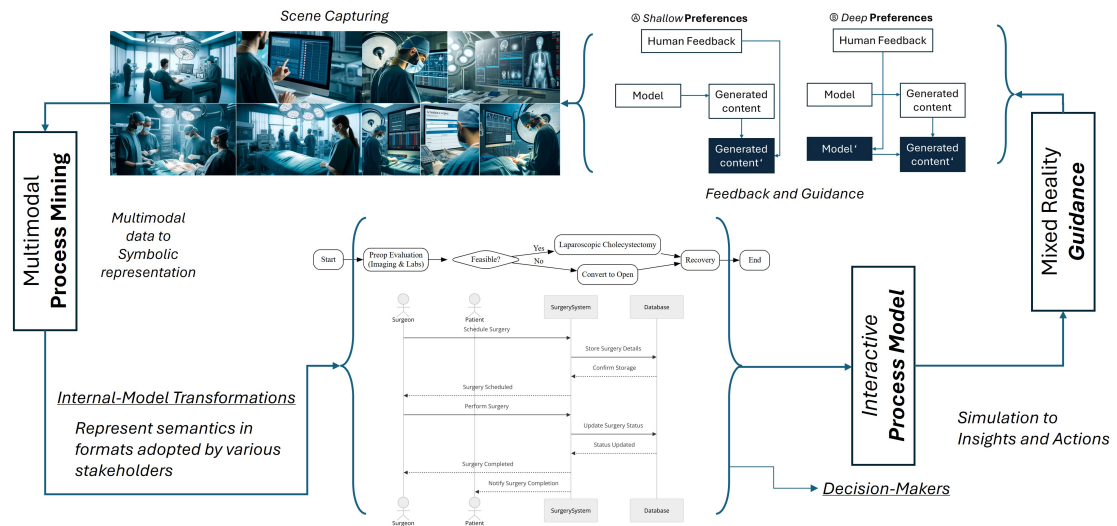 Scene Capturing
Ⓐ Shallow Preferences
Human Feedback
Model
Generated
content
Generated
content‘
Ⓑ Deep Preferences
Human Feedback
Model
Generated
content
Model‘
Generated
content‘
Feedback and Guidance
Multimodal
Process Mining
Multimodal
data to
Symbolic
representation
Start
Preop Evaluation
(Imaging & Labs)
Feasible?
Yes
No
Laparoscopic Cholecystectomy
Convert to Open
Recovery
End
Surgeon
Patient
SurgerySystem
Database
Schedule Surgery
Store Surgery Details
Confirm Storage
Surgery Scheduled
Perform Surgery
Update Surgery Status
Status Updated
Surgery Completed
Notify Surgery Completion
Surgeon
Patient
SurgerySystem
Database
Internal-Model Transformations
Represent semantics in
formats adopted by various
stakeholders
Interactive
Process Model
Mixed Reality
Guidance
Simulation to
Insights and Actions
Decision-Makers